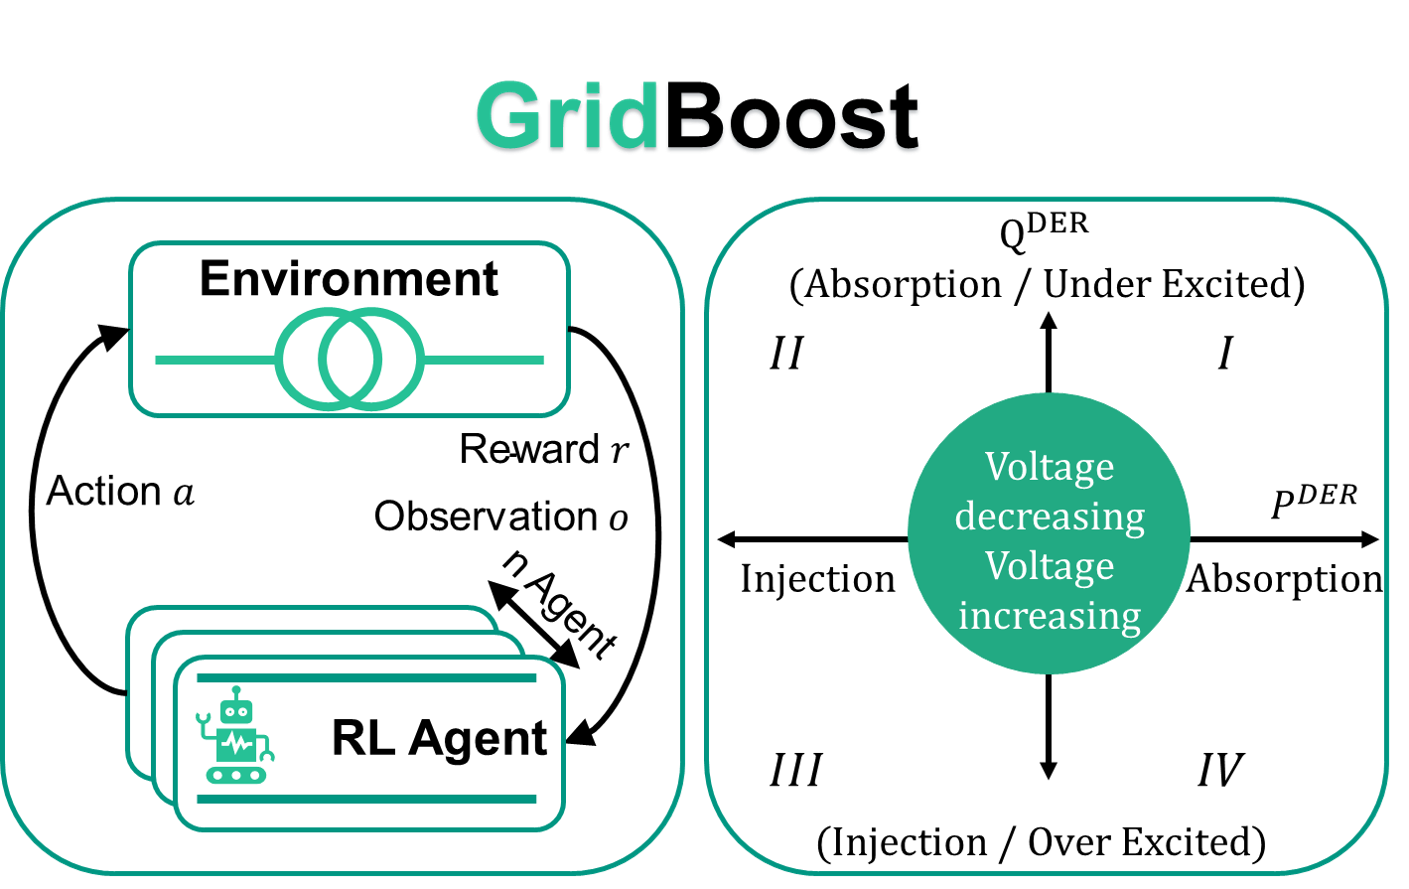 GridBoost
Environment
Reward r
Action a
Observation o
n Agent
RL Agent
Q^DER
(Absorption / Under Excited)
II
I
Voltage
decreasing
Voltage
increasing
P^DER
Injection
Absorption
III
IV
(Injection / Over Excited)